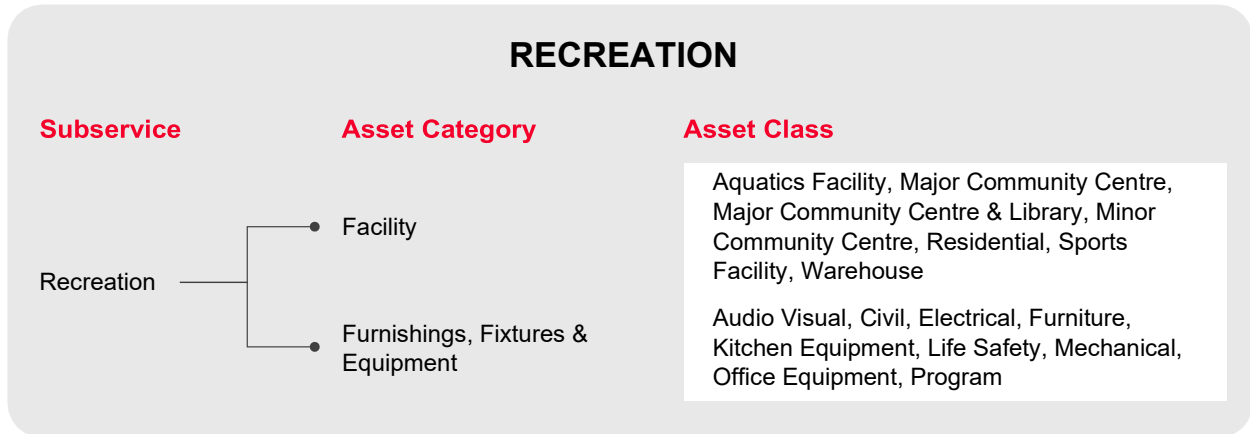 RECREATION
Subservice
Asset Category
Asset Class
Recreation
Facility
Aquatics Facility, Major Community Centre,
Major Community Centre & Library, Minor
Community Centre, Residential, Sports
Facility, Warehouse
Furnishings, Fixtures &
Equipment
Audio Visual, Civil, Electrical, Furniture,
Kitchen Equipment, Life Safety, Mechanical,
Office Equipment, Program